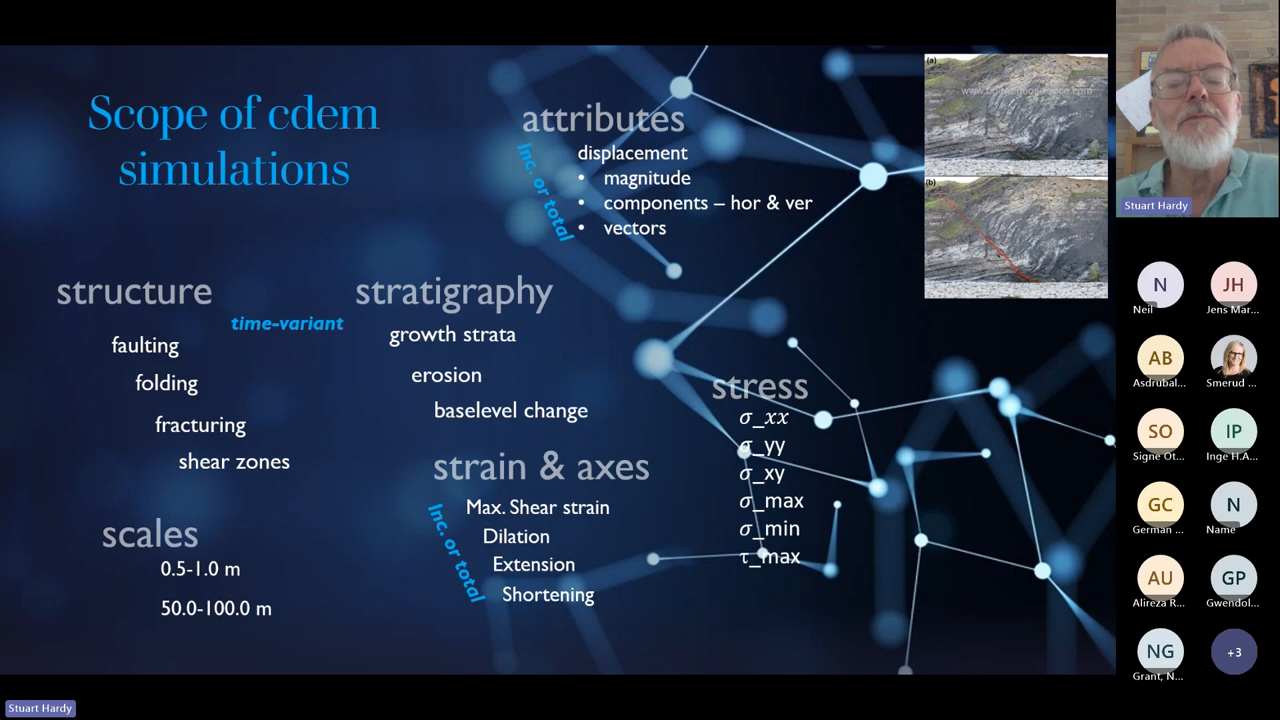 Scope of cdem
simulations
attributes
Inc. or total
displacement
• magnitude
• components – hor & ver
• vectors
(a)
(b)
structure
time-variant
faulting
folding
fracturing
shear zones
stratigraphy
growth strata
erosion
baselevel change
strain & axes
Inc. or total
Max. Shear strain
Dilation
Extension
Shortening
stress
σ_xx
σ_yy
σ_xy
σ_max
σ_min
τ_max
scales
0.5-1.0 m
50.0-100.0 m
Stuart Hardy
N
Neil
JH
Jens Mar...
AB
Asdrubal...
Smerud ...
SO
Signe Ot...
IP
Inge H.A...
GC
German ...
N
Name
AU
Alireza R...
GP
Gwendol...
NG
Grant, N...
+3
Stuart Hardy